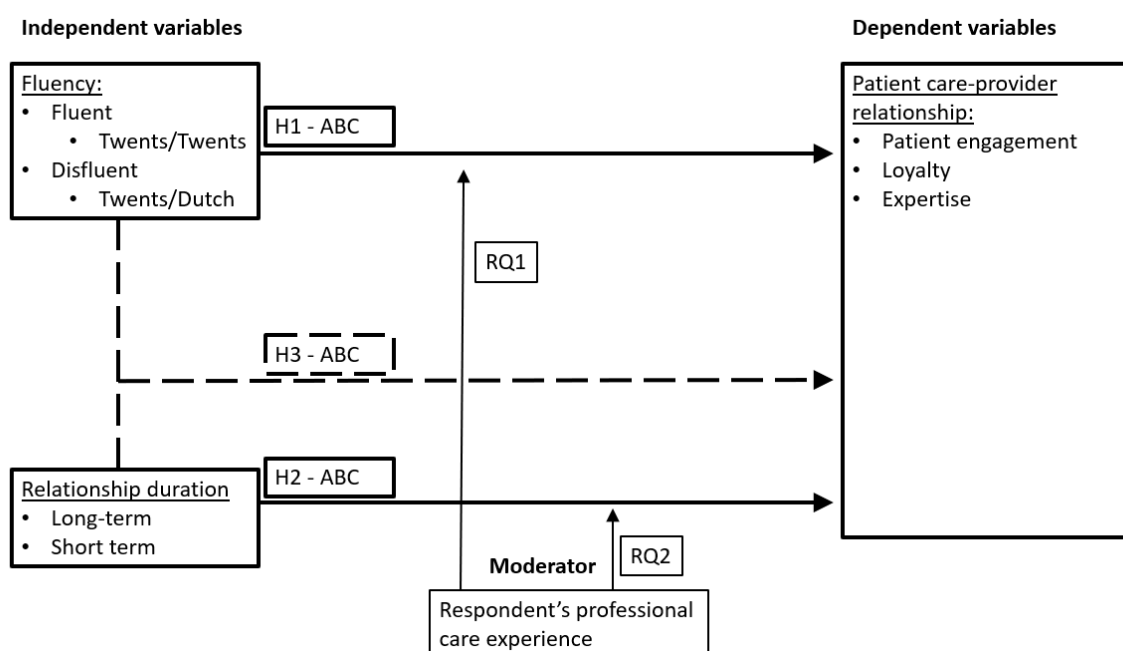 Independent variables
Dependent variables
Fluency:
• Fluent
• Twents/Twents
• Disfluent
• Twents/Dutch
H1 - ABC
Patient care-provider
relationship:
• Patient engagement
• Loyalty
• Expertise
RQ1
H3 - ABC
H2 - ABC
Relationship duration
• Long-term
• Short term
RQ2
Moderator
Respondent's professional
care experience